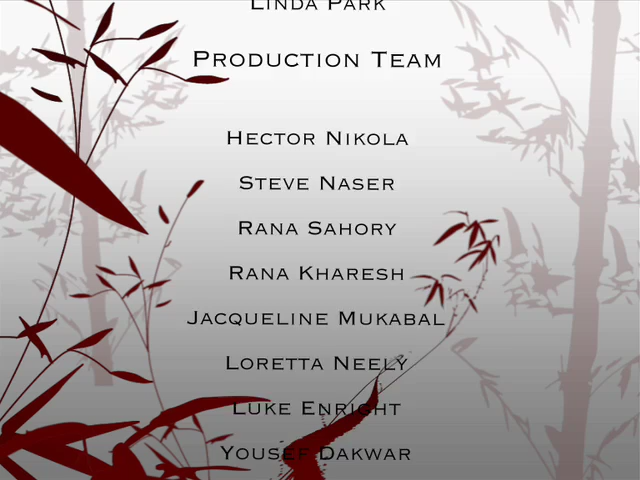 LINDA PARK
PRODUCTION TEAM
HECTOR NIKOLA
STEVE NASER
RANA SAHORY
RANA KHARESH
JACQUELINE MUKABAL
LORETTA NEELY
LUKE ENRIGHT
YOUSEF DAKWAR